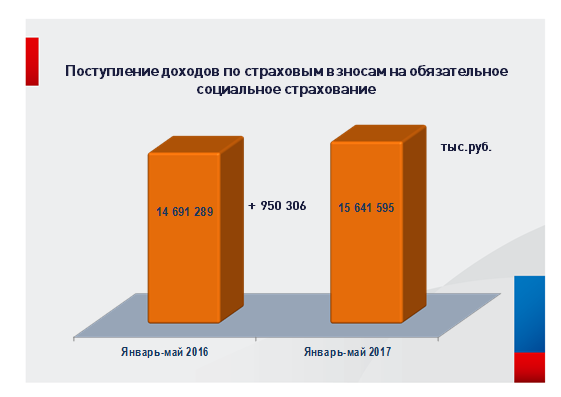 Поступление доходов по страховым взносам на обязательное
социальное страхование
тыс.руб.
14 691 289
+ 950 306
15 641 595
Январь-май 2016
Январь-май 2017